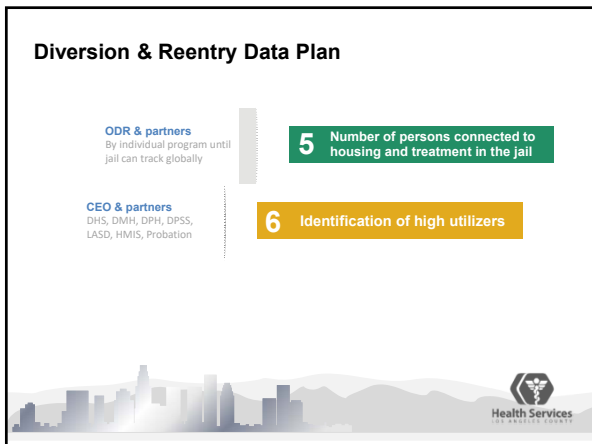 Diversion & Reentry Data Plan
ODR & partners
By individual program until
jail can track globally
5
Number of persons connected to
housing and treatment in the jail
CEO & partners
DHS, DMH, DPH, DPSS,
LASD, HMIS, Probation
6
Identification of high utilizers
Health Services
LOS ANGELES COUNTY